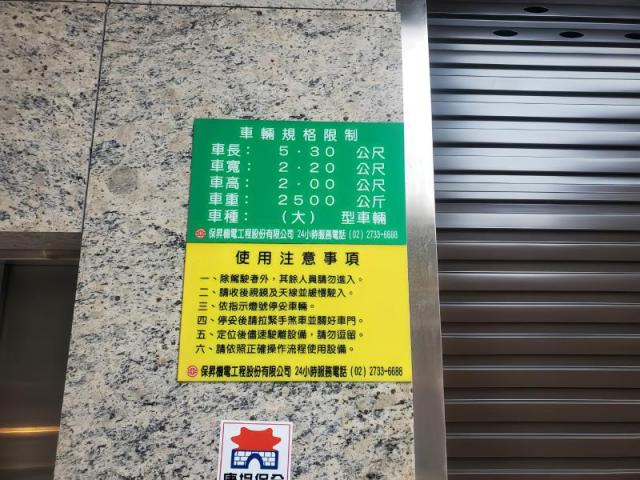 車輛規格限制
車長： 5．30 公尺
車寬： 2．20 公尺
車高： 2．00 公尺
車重： 2500 公斤
車種： （大） 型車輛
保昇機電工程股份有限公司 24小時服務電話 (02) 2733-6688
使用注意事項
一、除駕駛者外，其餘人員請勿進入。
二、請收後視鏡及天線並緩慢駛入。
三、依指示燈號停妥車輛。
四、停妥後請拉緊手煞車並關好車門。
五、定位後儘速駛離設備，請勿逗留。
六、請依照正確操作流程使用設備。
保昇機電工程股份有限公司 24小時服務電話 (02) 2733-6688